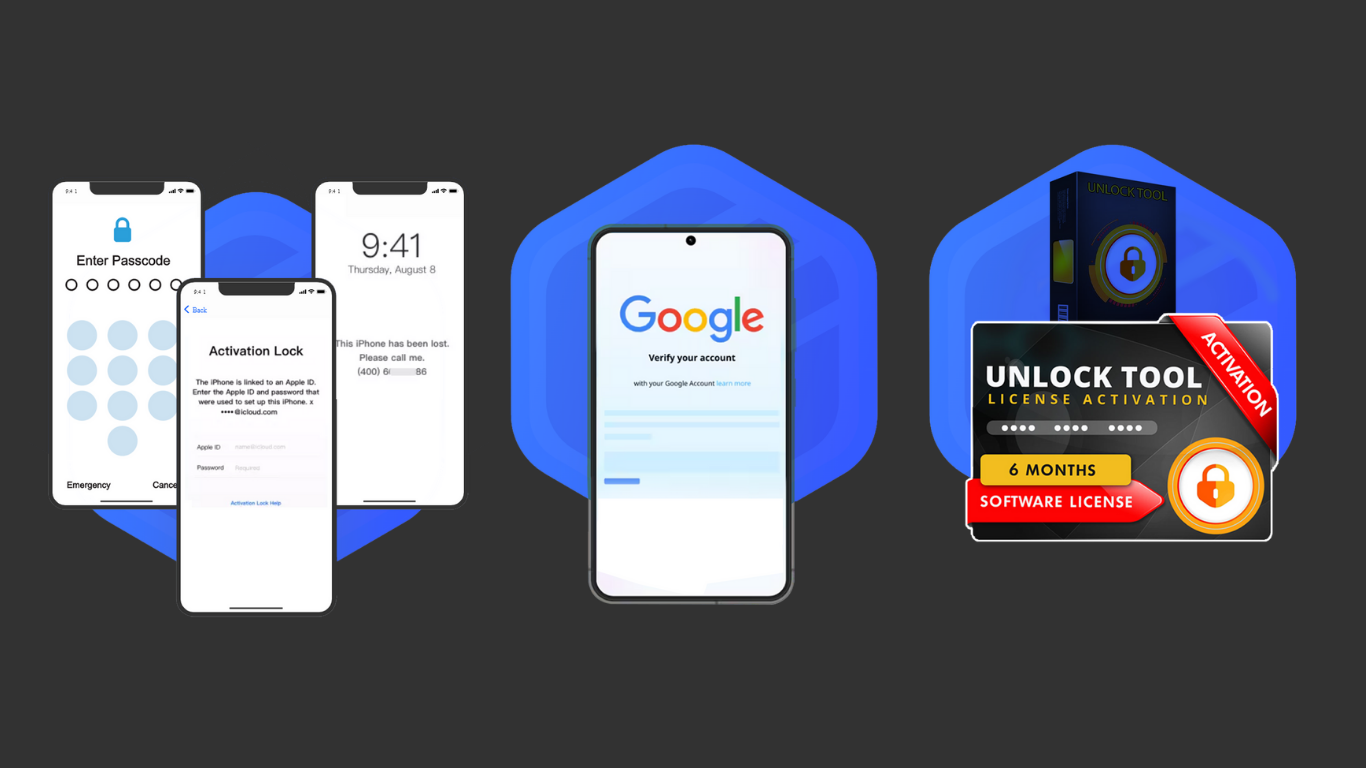 9:41
Enter Passcode
Emergency
Cance
9:41
Back
Activation Lock
The iPhone is linked to an Apple ID.
Enter the Apple ID and password that
were used to set up this iPhone. x
••••@icloud.com
Apple ID name@icloud.com
Password Required
Activation Lock Help
9:41
9:41
Thursday, August 8
This iPhone has been lost.
Please call me.
(400) 6 86
Google
Verify your account
with your Google Account learn more
UNLOCK TOOL
ACTIVATION
UNLOCK TOOL
LICENSE ACTIVATION
6 MONTHS
SOFTWARE LICENSE